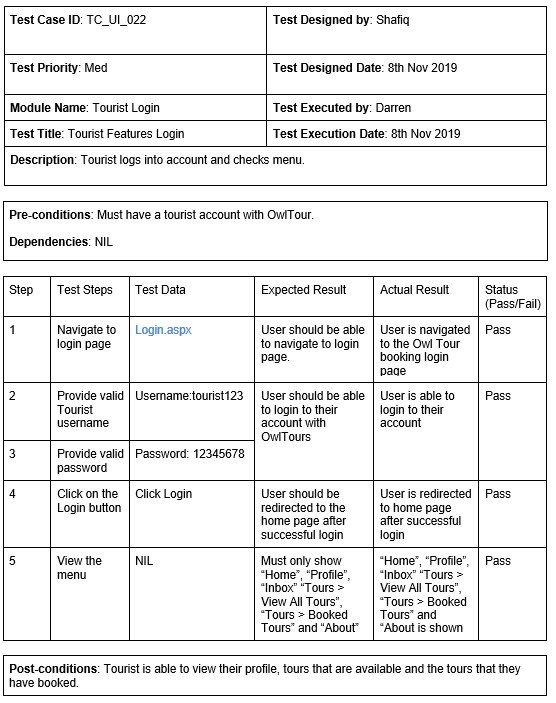 Test Case ID: TC_UI_022
Test Designed by: Shafiq
Test Priority: Med
Test Designed Date: 8th Nov 2019
Module Name: Tourist Login
Test Executed by: Darren
Test Title: Tourist Features Login
Test Execution Date: 8th Nov 2019
Description: Tourist logs into account and checks menu.
Pre-conditions: Must have a tourist account with OwlTour.
Dependencies: NIL
Step
Test Steps
Test Data
Expected Result
Actual Result
Status
(Pass/Fail)
1
Navigate to
login page
Login.aspx
User should be able
to navigate to login
page.
User is navigated
to the Owl Tour
booking login
page
Pass
2
Provide valid
Tourist
username
Username:tourist123
User should be able
to login to their
account with
OwlTours
User is able to
login to their
account
Pass
3
Provide valid
password
Password: 12345678
4
Click on the
Login button
Click Login
User should be
redirected to the
home page after
successful login
User is redirected
to home page
after successful
login
Pass
5
View the
menu
NIL
Must only show
“Home”, “Profile”,
“Inbox” “Tours >
View All Tours”,
“Tours > Booked
Tours” and “About”
“Home”, “Profile”,
“Inbox” “Tours >
View All Tours”,
“Tours > Booked
Tours” and
“About is shown
Pass
Post-conditions: Tourist is able to view their profile, tours that are available and the tours that they
have booked.